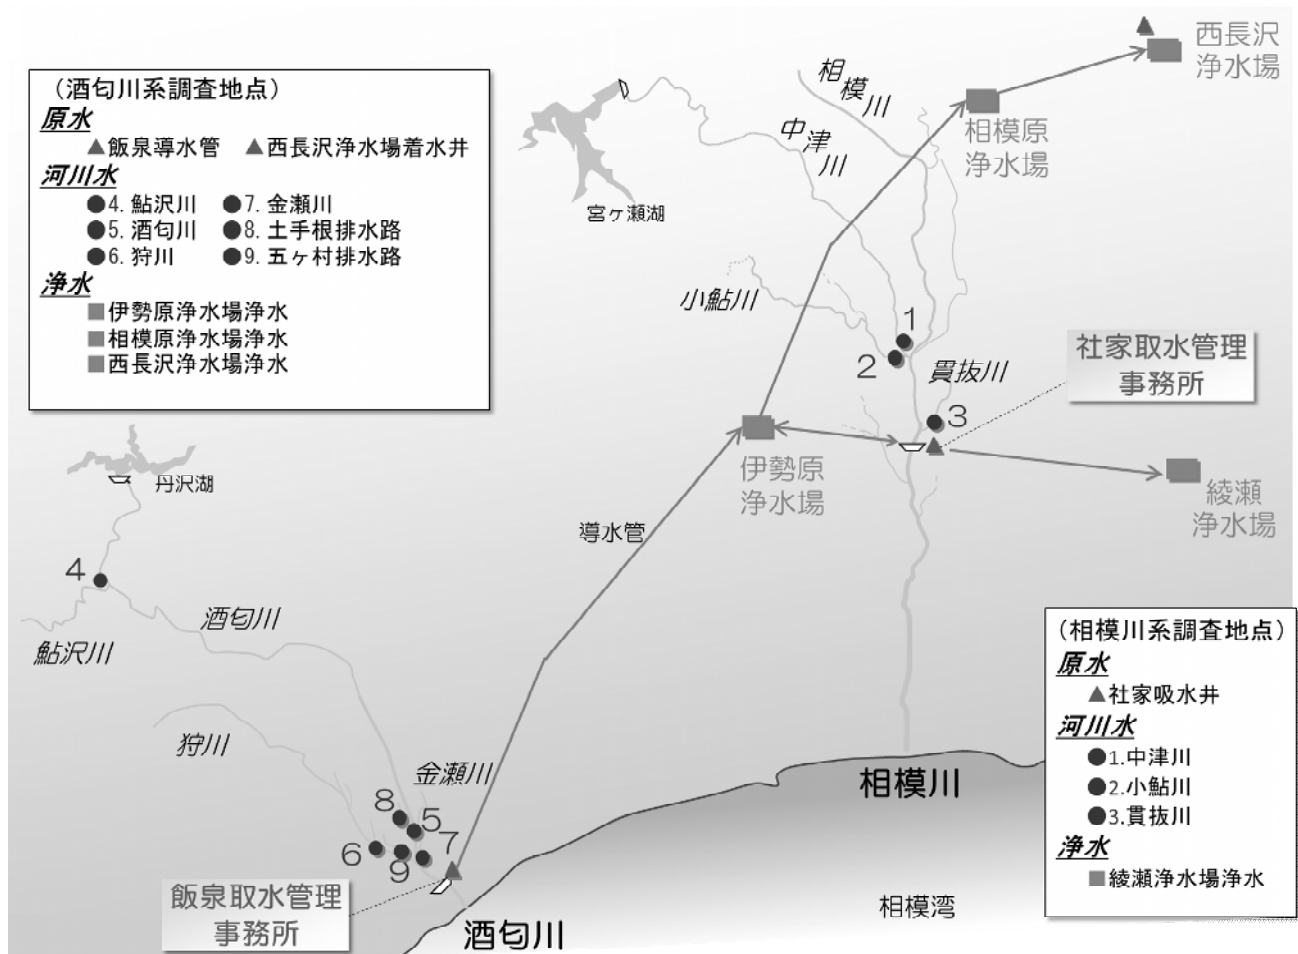 西長沢
浄水場
(酒匂川系調査地点)
原水
▲飯泉導水管 ▲西長沢浄水場着水井
河川水
●4. 鮎沢川 ●7. 金瀬川
●5. 酒匂川 ●8. 土手根排水路
●6. 狩川 ●9. 五ヶ村排水路
浄水
■伊勢原浄水場浄水
■相模原浄水場浄水
■西長沢浄水場浄水
相模川
中津川
相模原
浄水場
宮ヶ瀬湖
小鮎川
1
2
貫抜川
社家取水管理
事務所
3
伊勢原
浄水場
綾瀬
浄水場
丹沢湖
導水管
4
酒匂川
鮎沢川
狩川
金瀬川
8
5
7
6
9
飯泉取水管理
事務所
酒匂川
相模川
相模湾
(相模川系調査地点)
原水
▲社家吸水井
河川水
●1.中津川
●2.小鮎川
●3.貫抜川
浄水
■綾瀬浄水場浄水